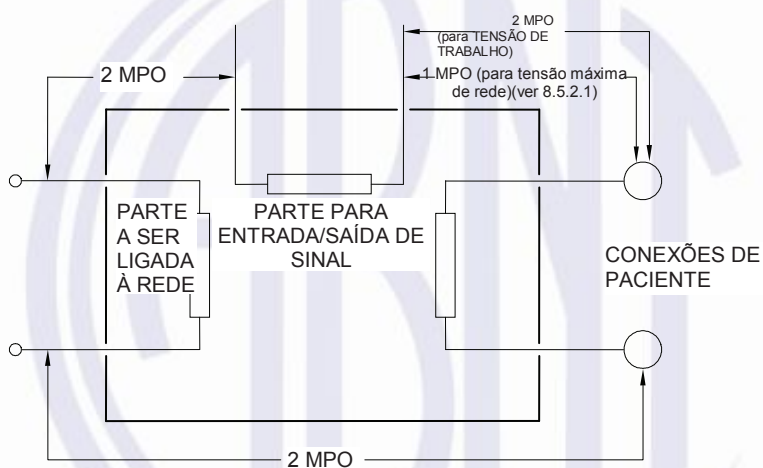 2 MPO
(para TENSÃO DE
TRABALHO)
2 MPO
1 MPO (para tensão máxima
de rede)(ver 8.5.2.1)
PARTE
A SER
LIGADA
À REDE
PARTE PARA
ENTRADA/SAÍDA DE
SINAL
CONEXÕES DE
PACIENTE
2 MPO
ABNT